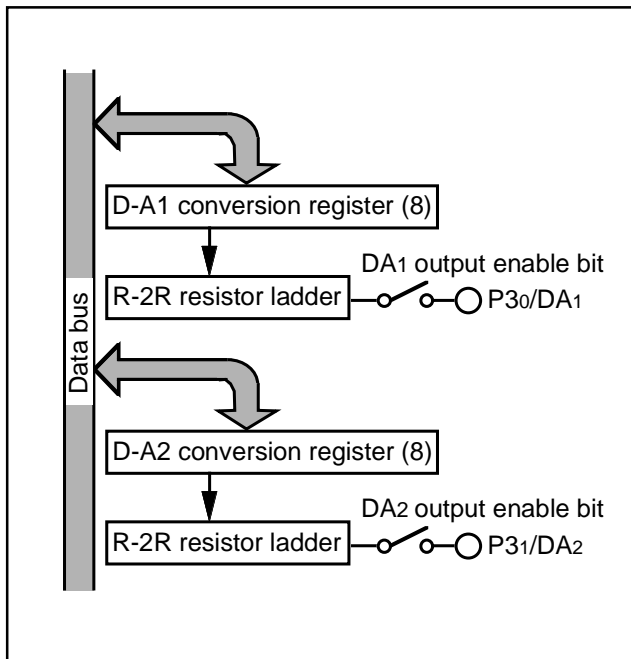 D-A1 conversion register (8)
DA1 output enable bit
R-2R resistor ladder
P30/DA1
Data bus
D-A2 conversion register (8)
DA2 output enable bit
R-2R resistor ladder
P31/DA2